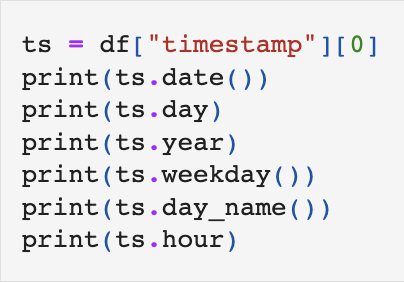 ts = df["timestamp"][0]
print(ts.date())
print(ts.day)
print(ts.year)
print(ts.weekday())
print(ts.day_name())
print(ts.hour)